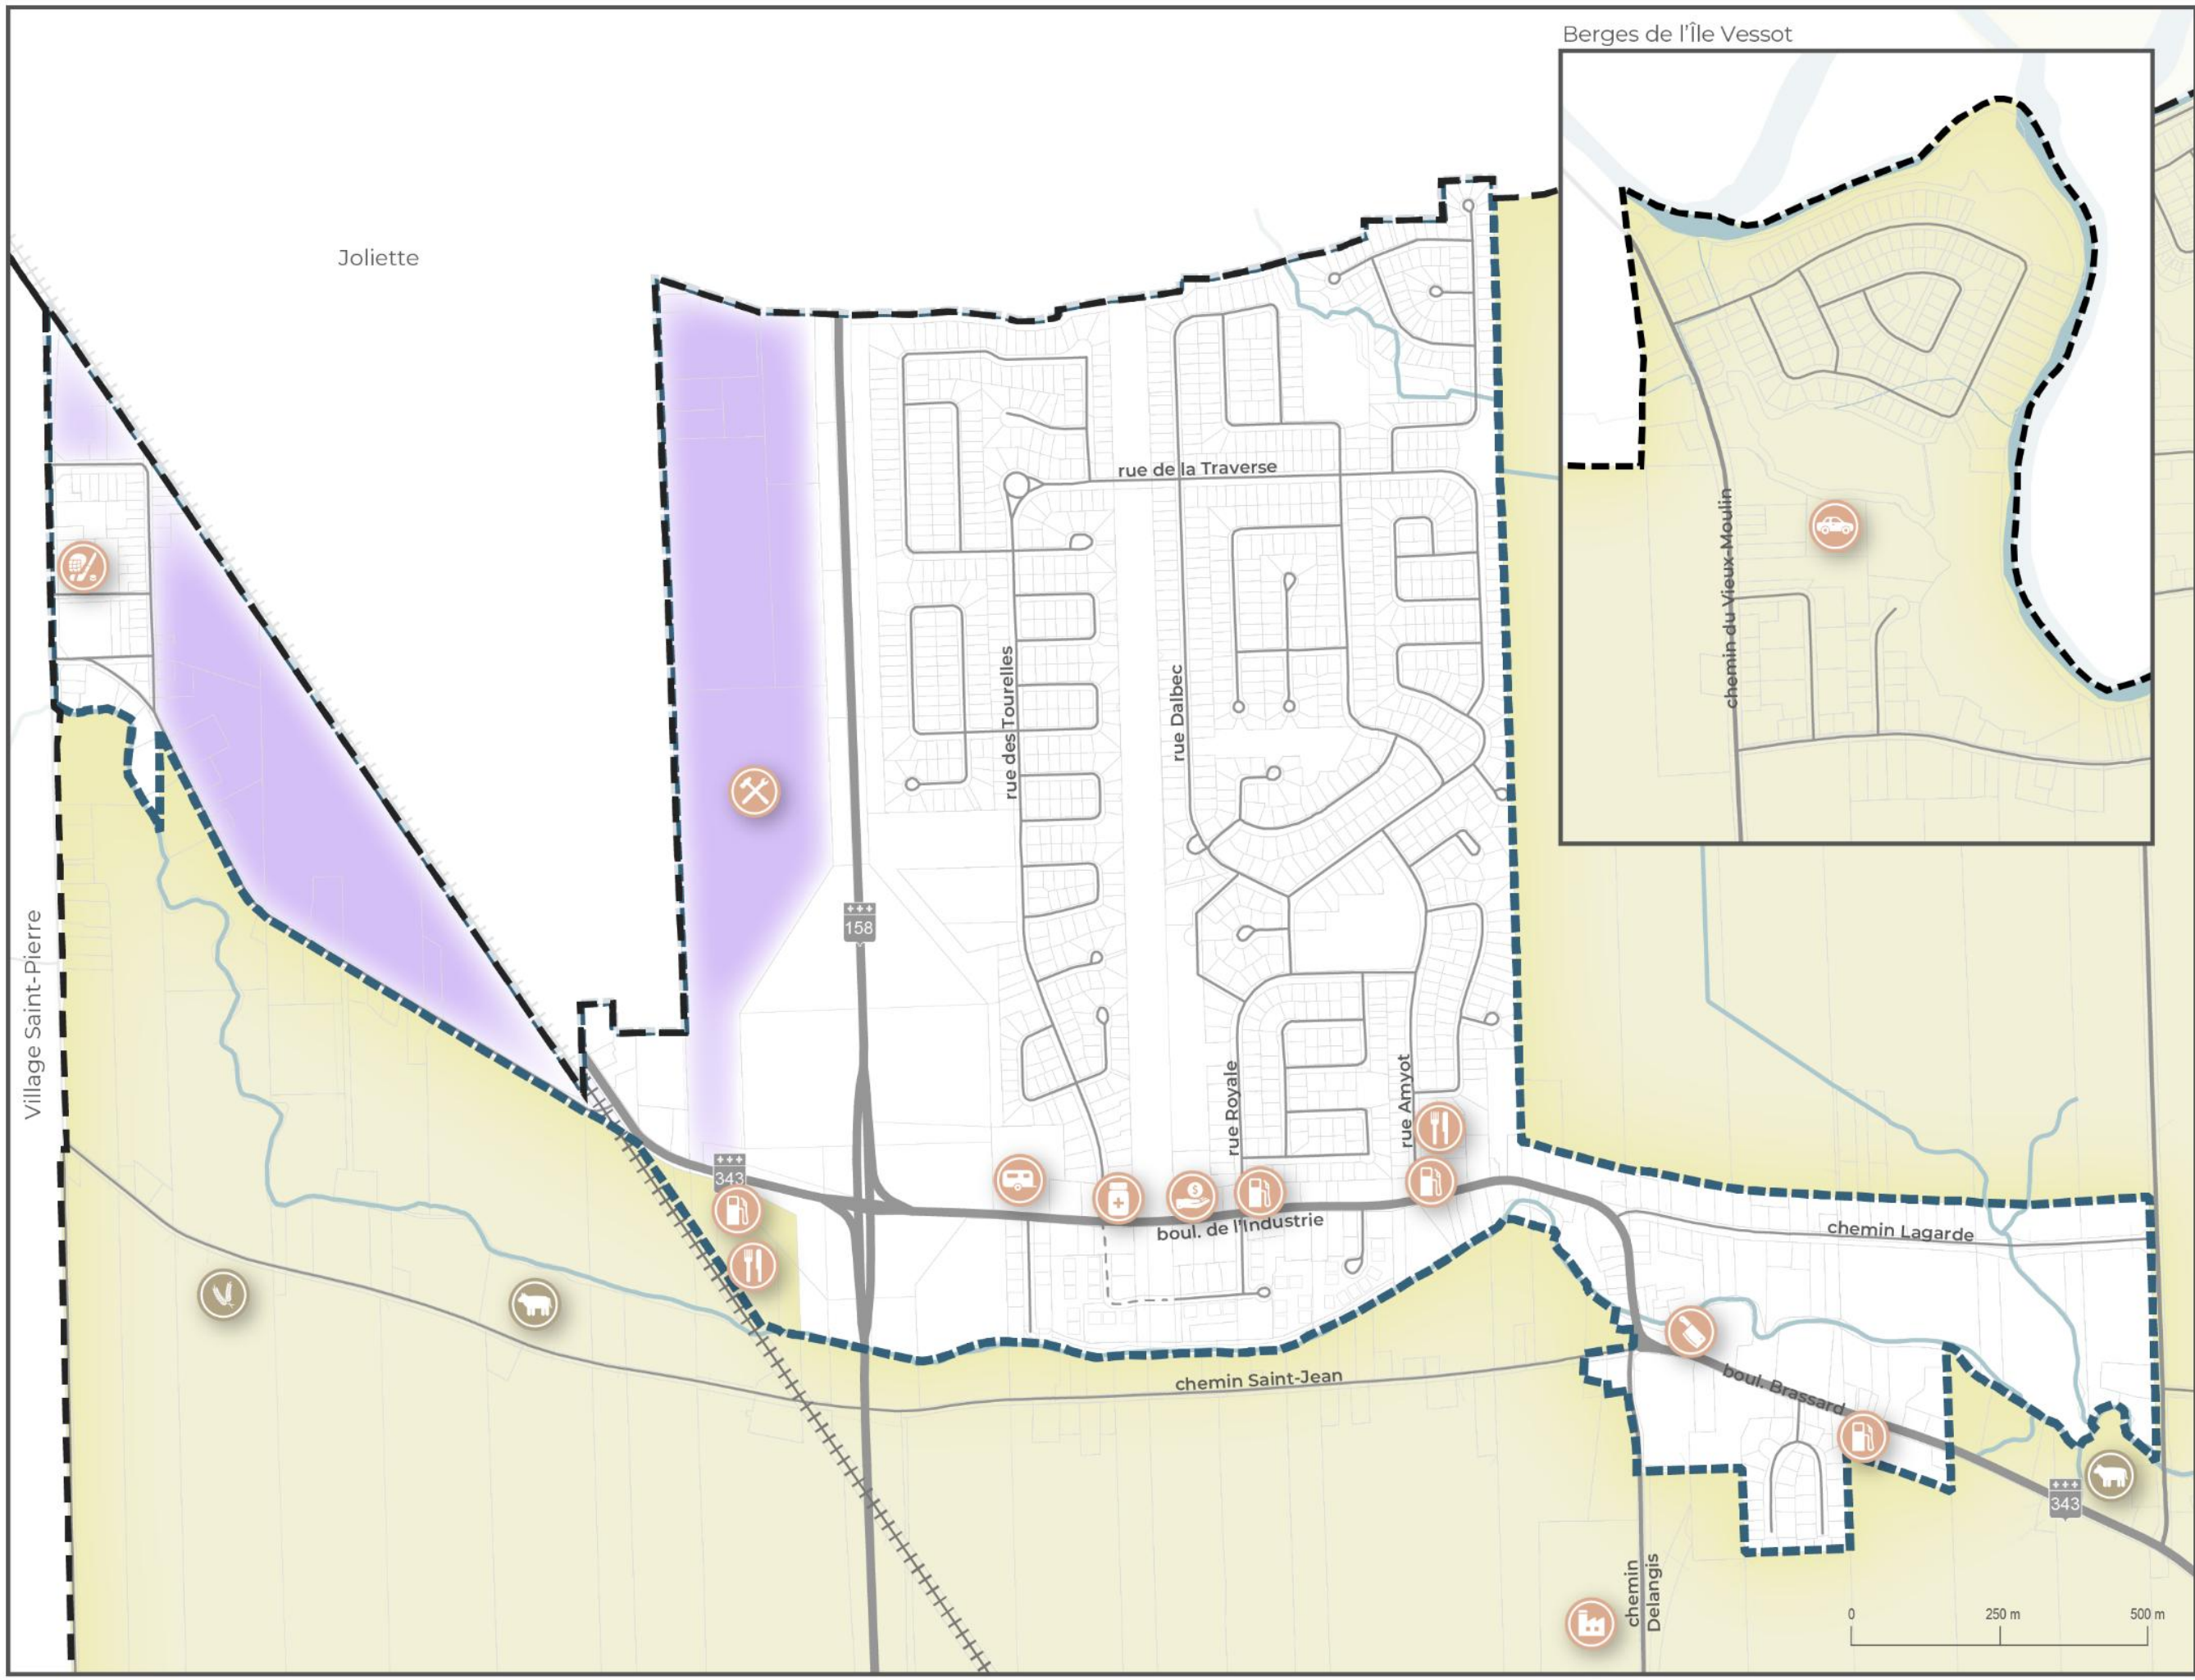 Berges de l'Île Vessot
Joliette
rue de la Traverse
chemin du Vieux-Moulin
rue des Tourelles
rue Dalbec
158
Village Saint-Pierre
rue Royale
rue Amyot
343
boul. de l'Industrie
chemin Lagarde
chemin Saint-Jean
boul. Brassard
343
chemin
Delangis
0 250 m 500 m